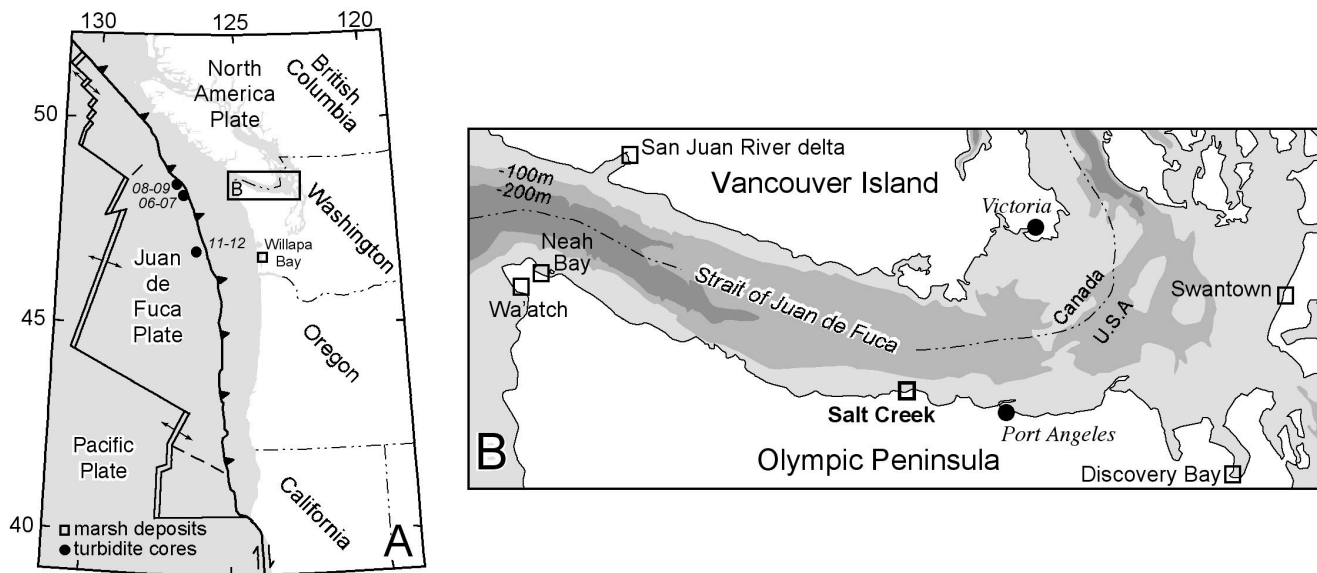 130
125
120
50
45
40
North
America
Plate
British
Columbia
B
08-09
06-07
11-12
Washington
Willapa
Bay
Juan
de
Fuca
Plate
Oregon
Pacific
Plate
California
marsh deposits
turbidite cores
A
San Juan River delta
-100m
-200m
Vancouver Island
Victoria
Neah
Bay
Wa'atch
Strait of Juan de Fuca
Canada
U.S.A
Swantown
Salt Creek
Port Angeles
B
Olympic Peninsula
Discovery Bay